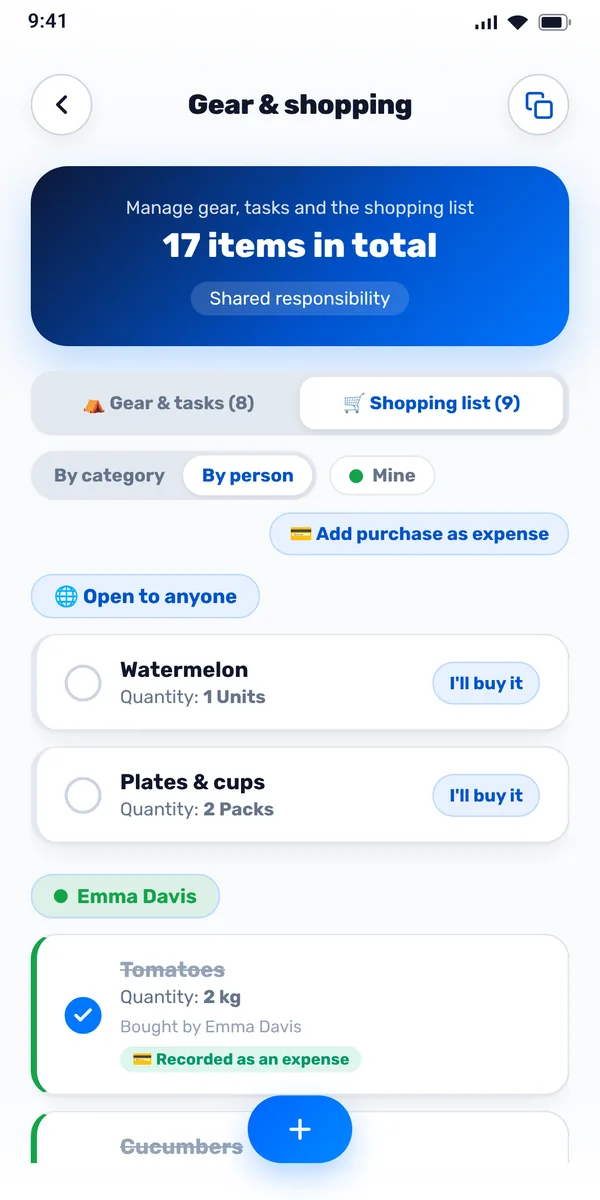 9:41
Gear & shopping
Manage gear, tasks and the shopping list
17 items in total
Shared responsibility
Gear & tasks (8)
Shopping list (9)
By category
By person
Mine
Add purchase as expense
Open to anyone
Watermelon
Quantity: 1 Units
I'll buy it
Plates & cups
Quantity: 2 Packs
I'll buy it
Emma Davis
Tomatoes
Quantity: 2 kg
Bought by Emma Davis
Recorded as an expense
Cucumbers